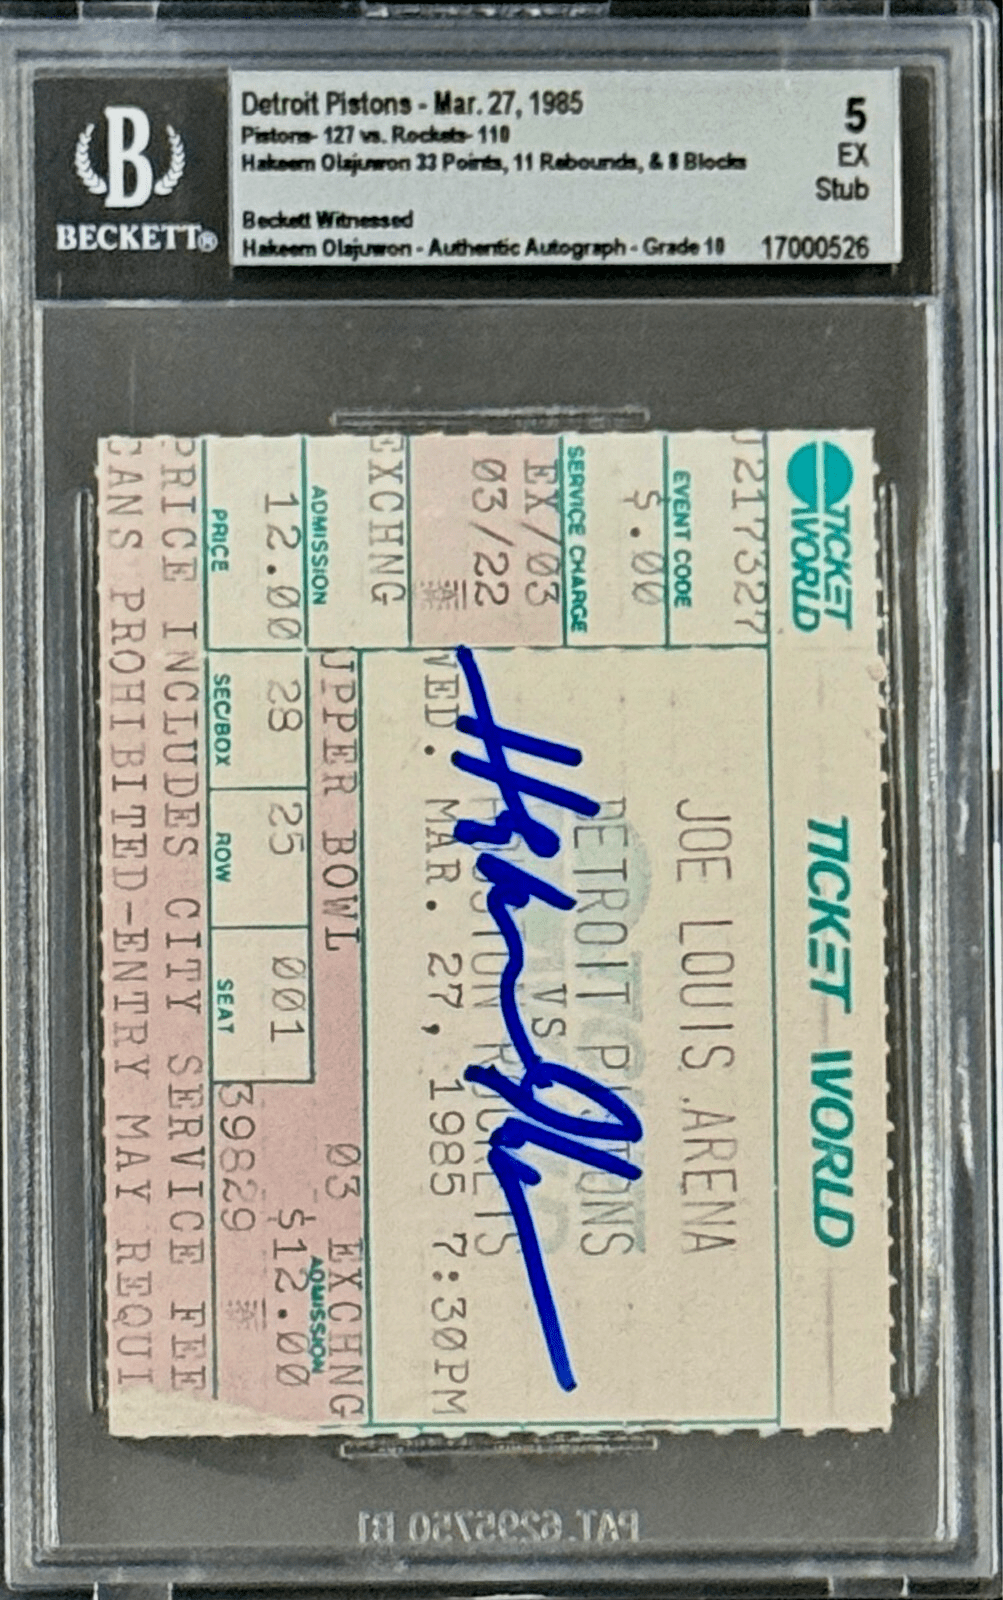 BECKETT®
Detroit Pistons - Mar. 27, 1985
Pistons- 127 vs. Rockets- 110
Hakeem Olajuwon 33 Points, 11 Rebounds, & 8 Blocks
Beckett Witnessed
Hakeem Olajuwon - Authentic Autograph - Grade 10
5
EX
Stub
17000526
TICKET
WORLD
TICKET WORLD
J217327
EVENT CODE
$.00
SERVICE CHARGE
EX/03
03/22
EXCHNG
ADMISSION
12.00
PRICE
JOE LOUIS ARENA
DETROIT PISTONS
VS
HOUSTON ROCKETS
WED. MAR. 27, 1985 7:30PM
UPPER BOWL 03 EXCHNG
28 25 001
SEC/BOX ROW SEAT
ADMISSION
$12.00
39829
PRICE INCLUDES CITY SERVICE FEE
CANS PROHIBITED-ENTRY MAY REQUI
PAT. 6295750 B1